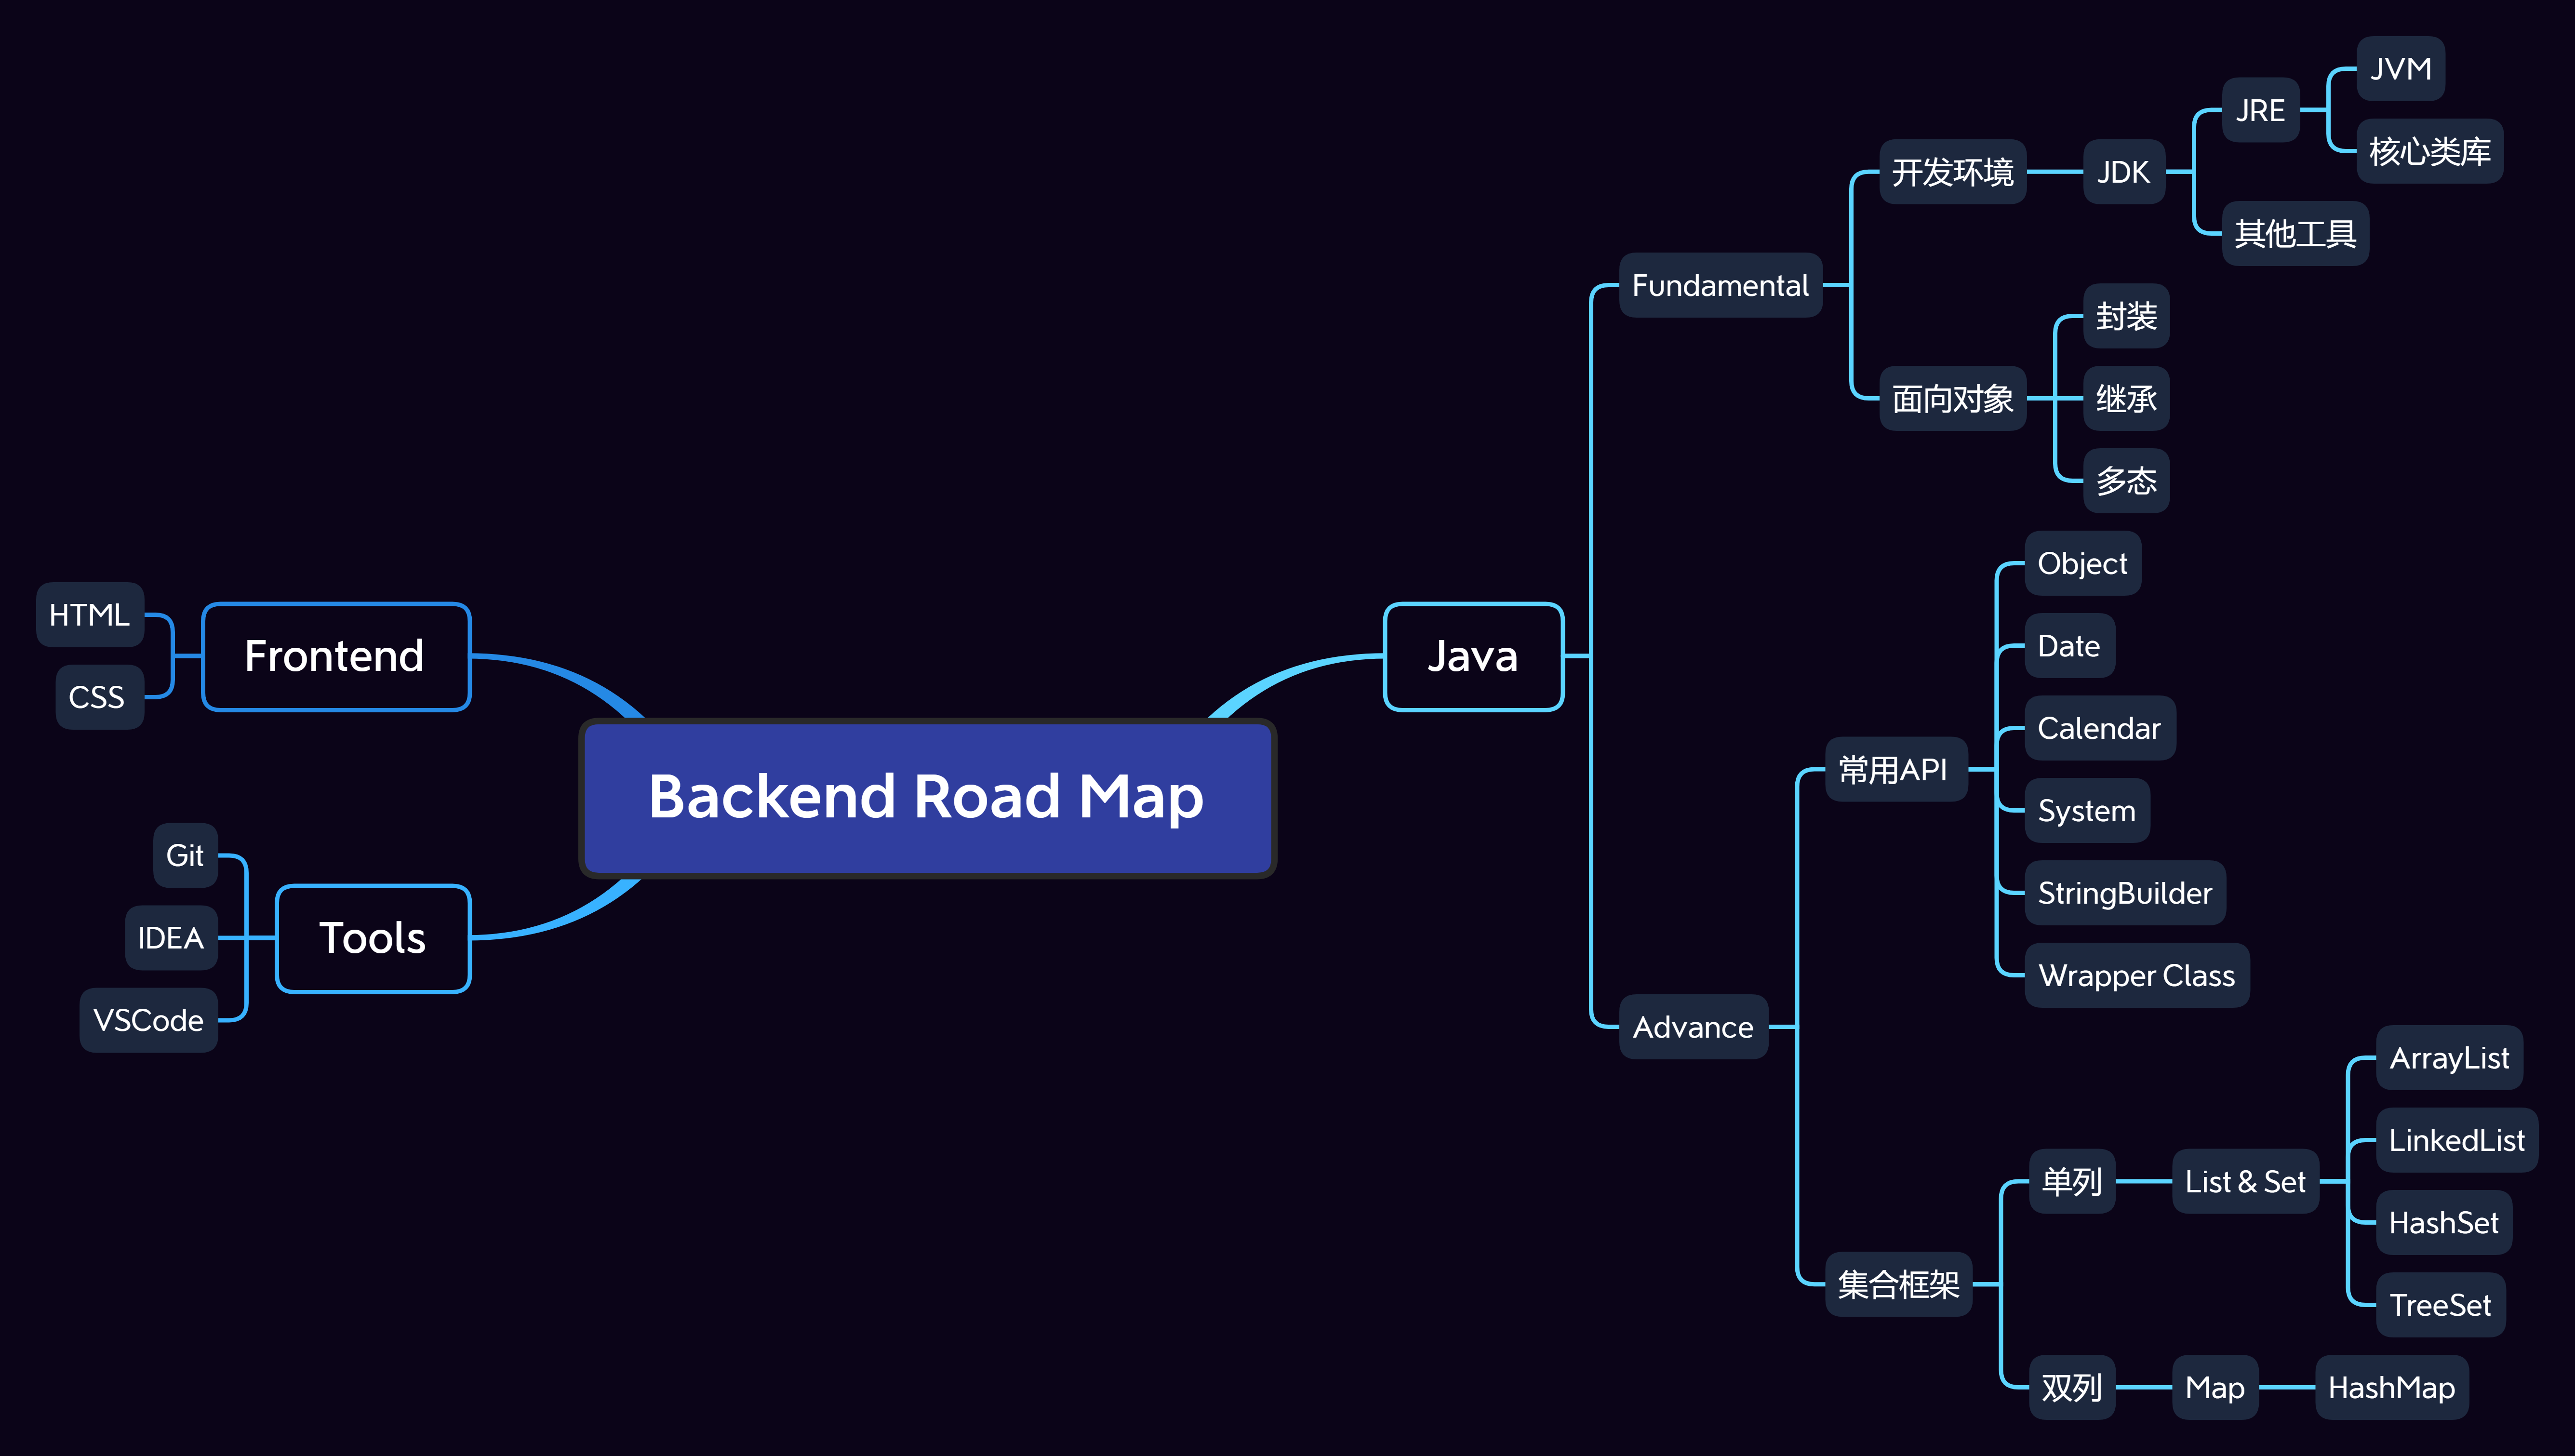 Backend Road Map
Java
Fundamental
开发环境
JDK
JRE
JVM
核心类库
其他工具
面向对象
封装
继承
多态
Advance
常用API
Object
Date
Calendar
System
StringBuilder
Wrapper Class
集合框架
单列
List & Set
ArrayList
LinkedList
HashSet
TreeSet
双列
Map
HashMap
Frontend
HTML
CSS
Tools
Git
IDEA
VSCode